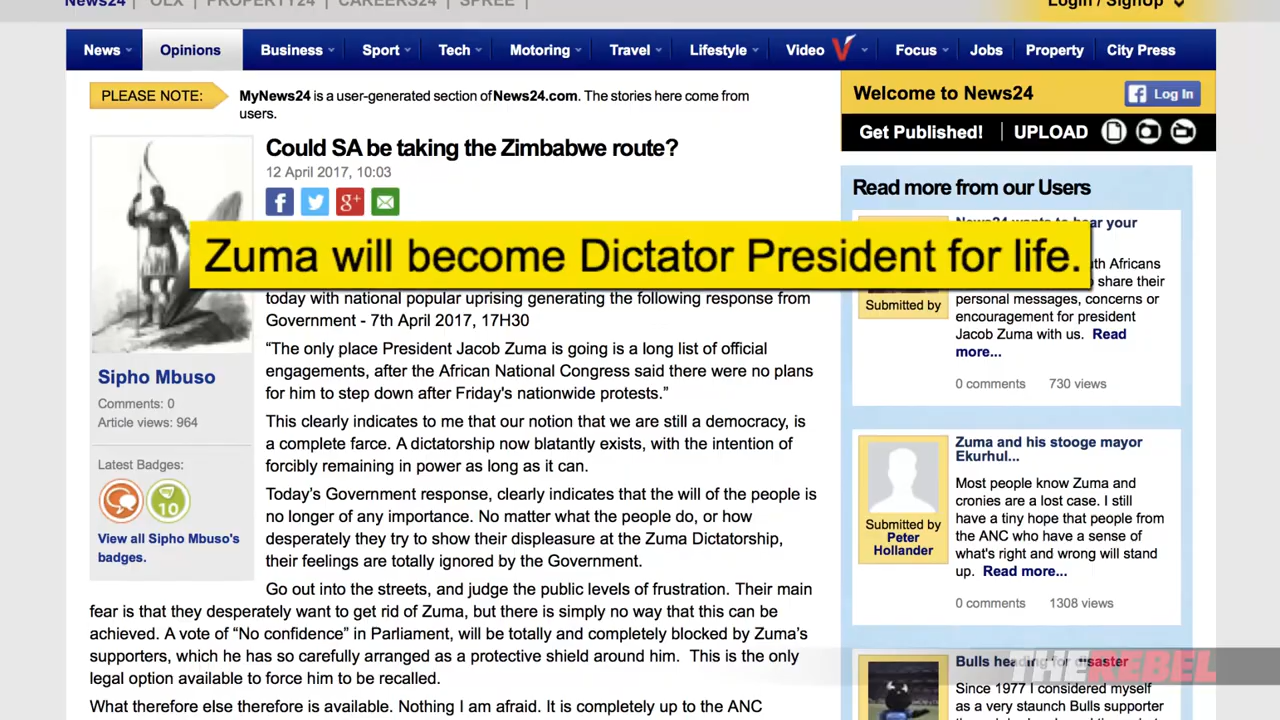 News24 | OLX | PROPERTY24 | CAREERS24 | SPREE |
Login / SignUp
News Opinions Business Sport Tech Motoring Travel Lifestyle Video Focus Jobs Property City Press
PLEASE NOTE:
MyNews24 is a user-generated section of News24.com. The stories here come from
users.
Could SA be taking the Zimbabwe route?
12 April 2017, 10:03
Zuma will become Dictator President for life.
today with national popular uprising generating the following response from
Government - 7th April 2017, 17H30
“The only place President Jacob Zuma is going is a long list of official
engagements, after the African National Congress said there were no plans
for him to step down after Friday's nationwide protests.”
This clearly indicates to me that our notion that we are still a democracy, is
a complete farce. A dictatorship now blatantly exists, with the intention of
forcibly remaining in power as long as it can.
Today’s Government response, clearly indicates that the will of the people is
no longer of any importance. No matter what the people do, or how
desperately they try to show their displeasure at the Zuma Dictatorship,
their feelings are totally ignored by the Government.
Go out into the streets, and judge the public levels of frustration. Their main
fear is that they desperately want to get rid of Zuma, but there is simply no way that this can be
achieved. A vote of “No confidence” in Parliament, will be totally and completely blocked by Zuma’s
supporters, which he has so carefully arranged as a protective shield around him. This is the only
legal option available to force him to be recalled.
What therefore else therefore is available. Nothing I am afraid. It is completely up to the ANC
Sipho Mbuso
Comments: 0
Article views: 964
Latest Badges:
10
View all Sipho Mbuso's
badges.
Welcome to News24
f Log In
Get Published! | UPLOAD
Read more from our Users
News24 wants to hear your
Africans
share their
personal messages, concerns or
encouragement for president
Jacob Zuma with us. Read
more...
Submitted by
0 comments 730 views
Zuma and his stooge mayor
Ekurhul...
Most people know Zuma and
cronies are a lost case. I still
have a tiny hope that people from
the ANC who have a sense of
what's right and wrong will stand
up. Read more...
Submitted by
Peter
Hollander
0 comments 1308 views
Bulls heading for disaster
Since 1977 I considered myself
as a very staunch Bulls supporter
THE REBEL